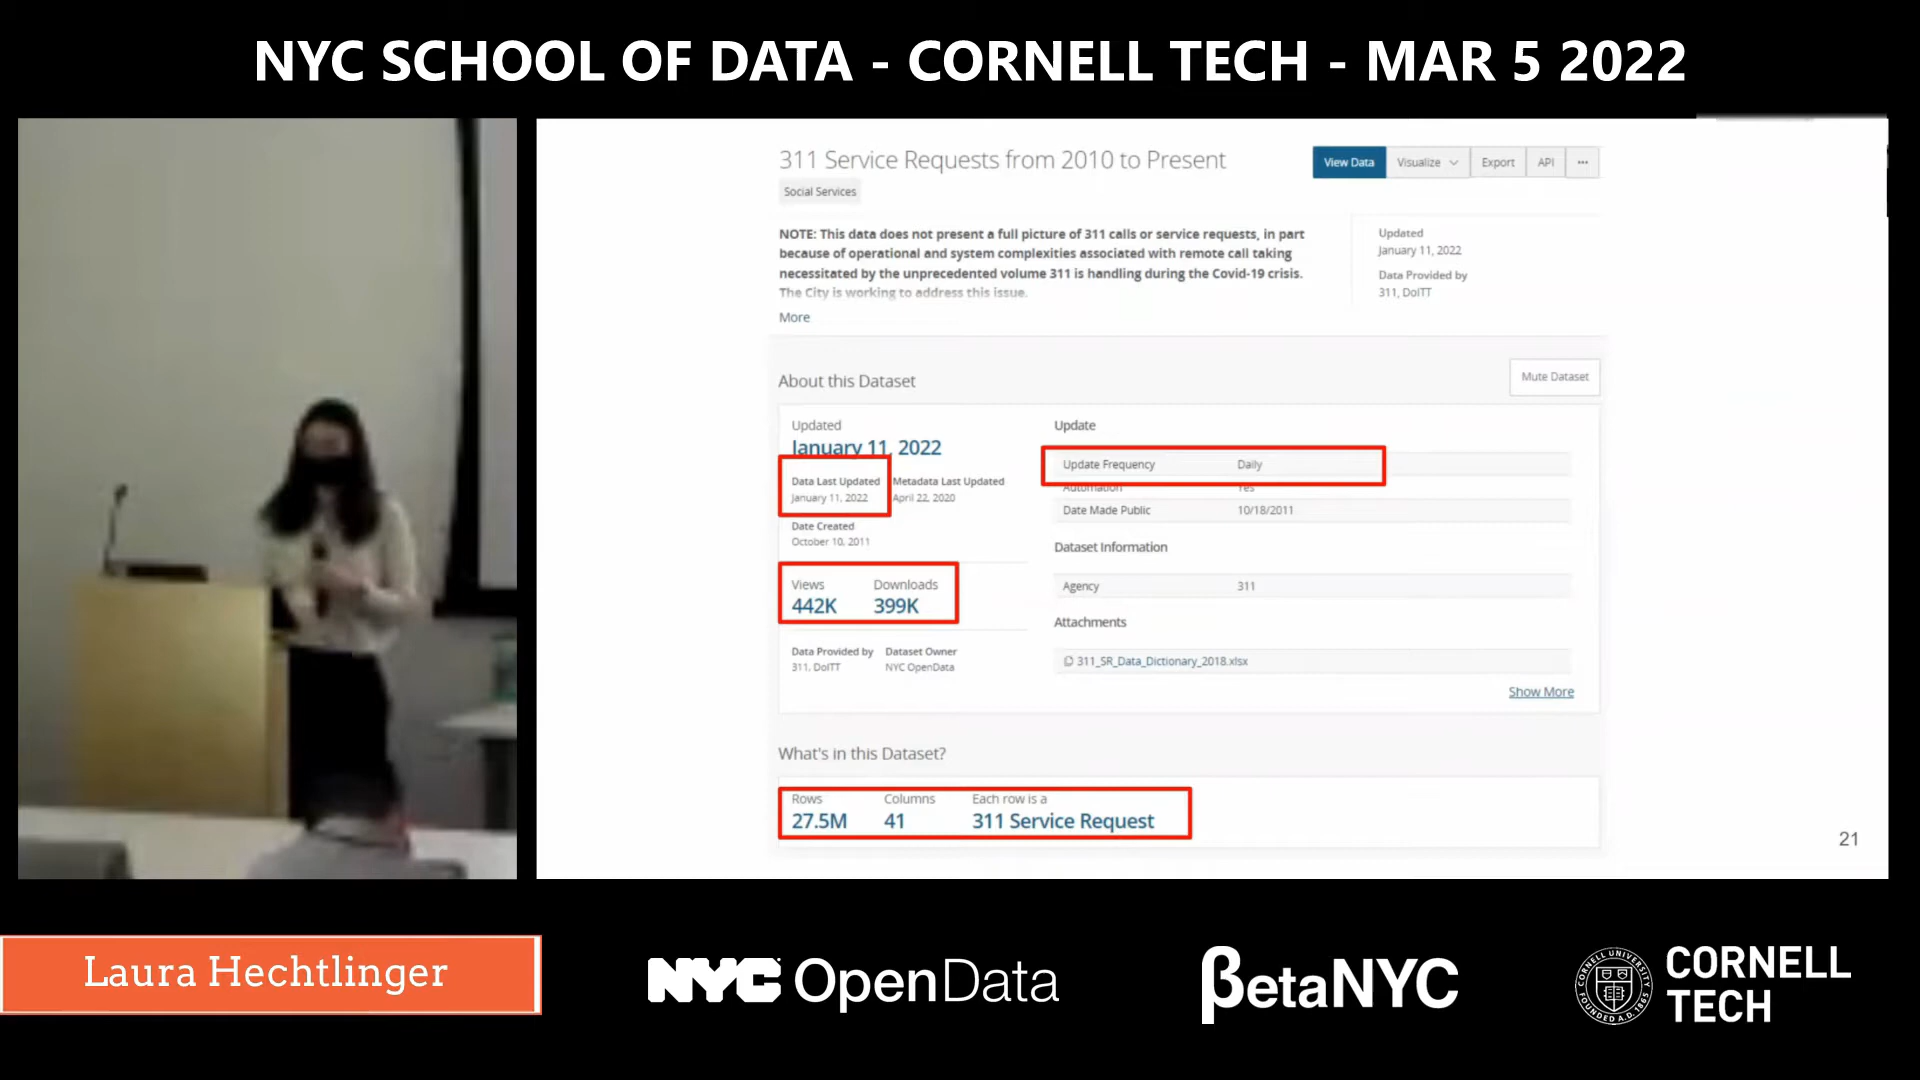 NYC SCHOOL OF DATA - CORNELL TECH - MAR 5 2022
311 Service Requests from 2010 to Present
View Data Visualize Export API ...
Social Services
NOTE: This data does not present a full picture of 311 calls or service requests, in part
because of operational and system complexities associated with remote call taking
necessitated by the unprecedented volume 311 is handling during the Covid-19 crisis.
The City is working to address this issue.
More
Updated
January 11, 2022
Data Provided by
311, DoITT
About this Dataset
Mute Dataset
Updated
January 11, 2022
Data Last Updated Metadata Last Updated
January 11, 2022 April 22, 2020
Date Created
October 10, 2011
Views Downloads
442K 399K
Data Provided by Dataset Owner
311, DoITT NYC OpenData
Update
Update Frequency Daily
Automation Yes
Date Made Public 10/18/2011
Dataset Information
Agency 311
Attachments
311_SR_Data_Dictionary_2018.xlsx
Show More
What's in this Dataset?
Rows Columns Each row is a
27.5M 41 311 Service Request
21
Laura Hechtlinger
NYC OpenData
βetaNYC
CORNELL UNIVERSITY
FOUNDED A.D. 1865
CORNELL
TECH